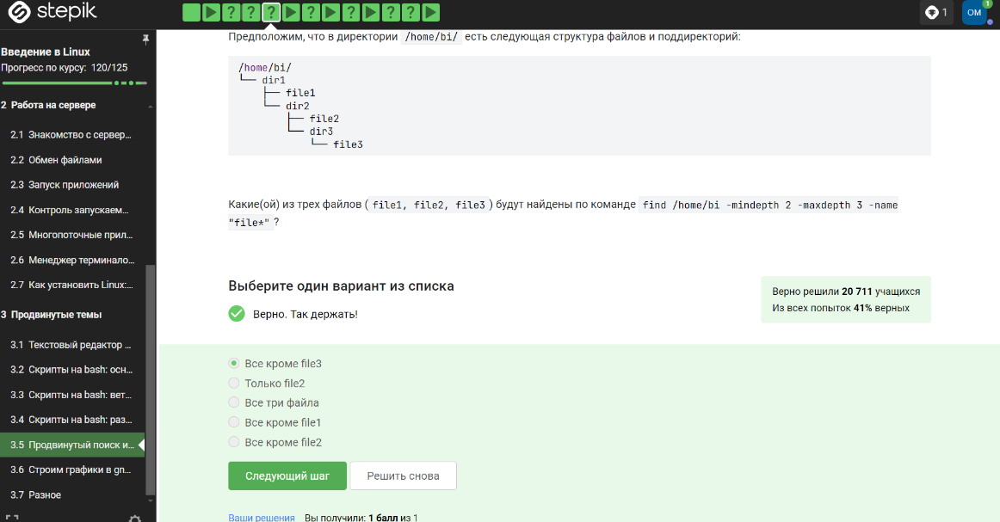 stepik
? ? ? ? ? ? ?
1
OM
1
Введение в Linux
Прогресс по курсу: 120/125
2 Работа на сервере
2.1 Знакомство с сервер...
2.2 Обмен файлами
2.3 Запуск приложений
2.4 Контроль запускаем...
2.5 Многопоточные прил...
2.6 Менеджер терминало...
2.7 Как установить Linux:...
3 Продвинутые темы
3.1 Текстовый редактор ...
3.2 Скрипты на bash: осн...
3.3 Скрипты на bash: вет...
3.4 Скрипты на bash: раз...
3.5 Продвинутый поиск и...
3.6 Строим графики в gn...
3.7 Разное
Предположим, что в директории /home/bi/ есть следующая структура файлов и поддиректорий:
/home/bi/
└── dir1
    ├── file1
    └── dir2
        ├── file2
        └── dir3
            └── file3
Какие(ой) из трех файлов ( file1, file2, file3 ) будут найдены по команде find /home/bi -mindepth 2 -maxdepth 3 -name
"file*" ?
Выберите один вариант из списка
Верно. Так держать!
Верно решили 20 711 учащихся
Из всех попыток 41% верных
Все кроме file3
Только file2
Все три файла
Все кроме file1
Все кроме file2
Следующий шаг
Решить снова
Ваши решения Вы получили: 1 балл из 1